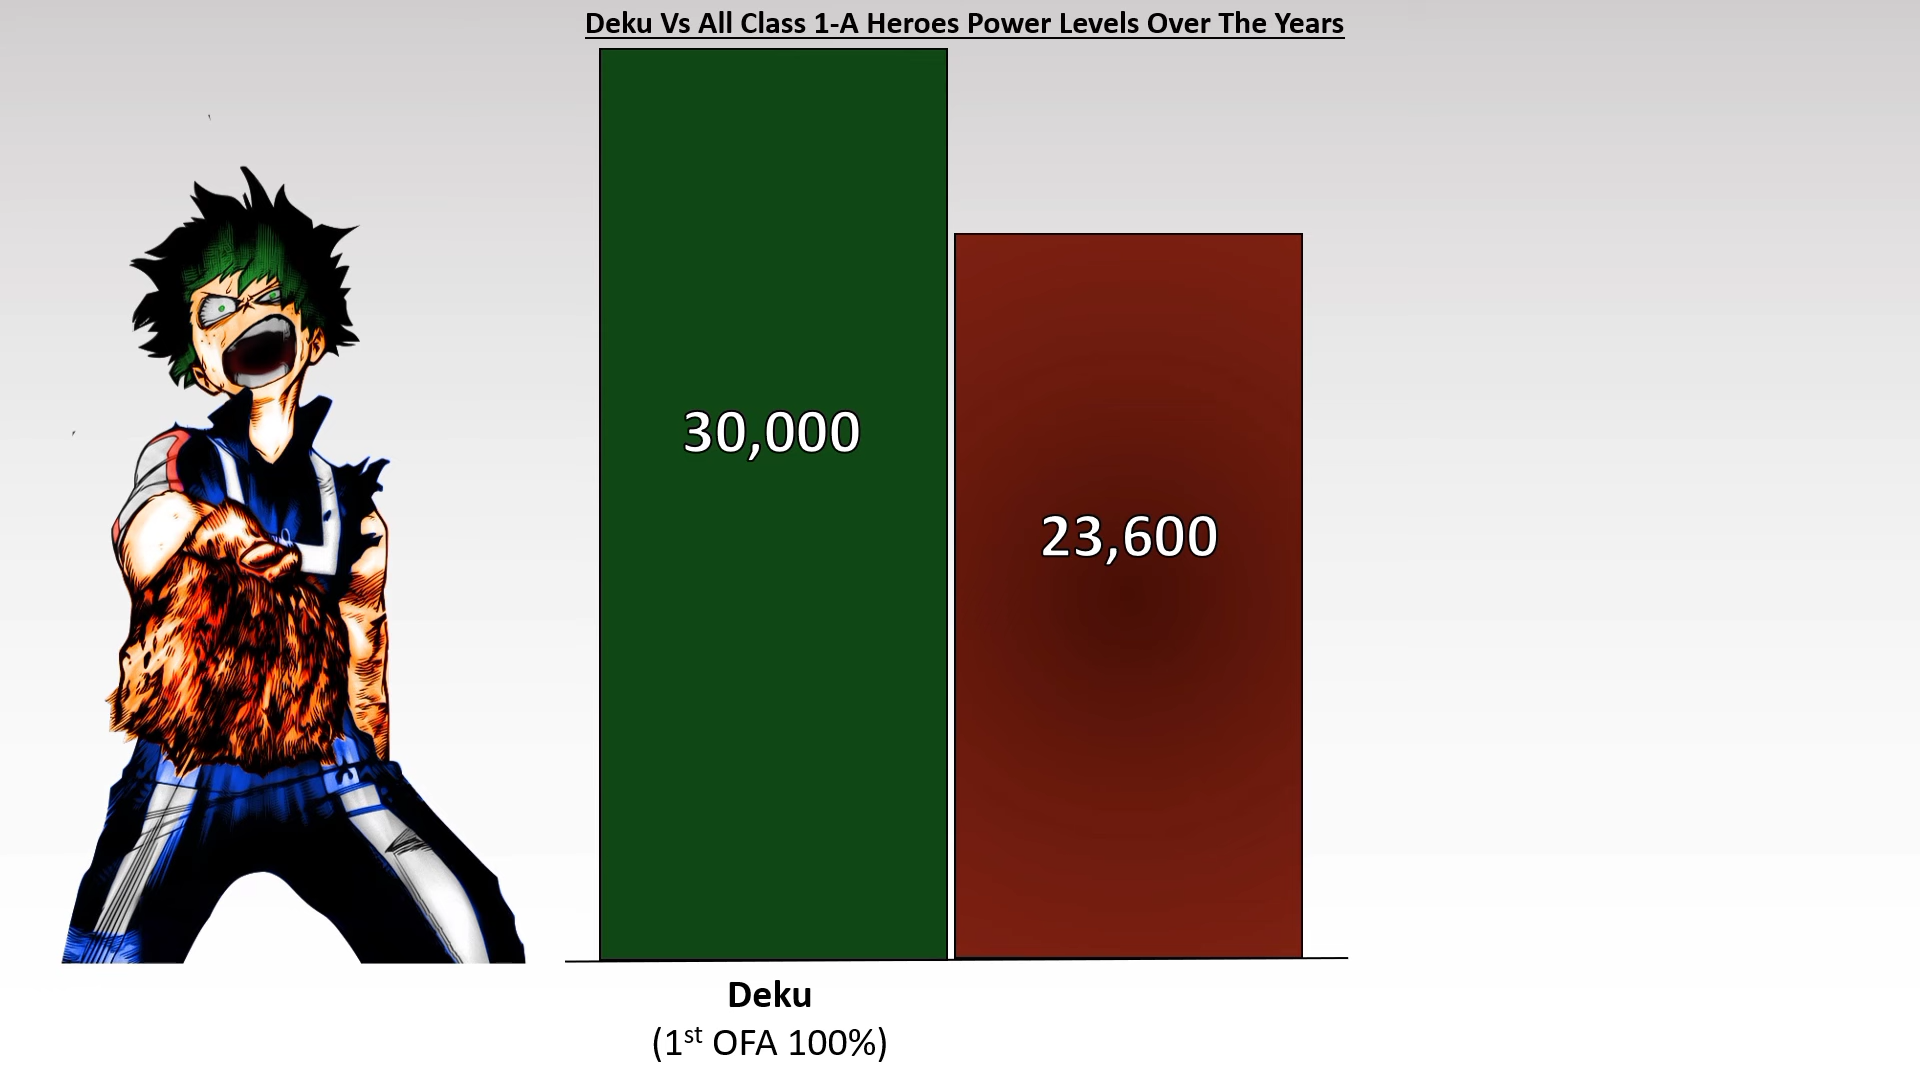 Deku Vs All Class 1-A Heroes Power Levels Over The Years
30,000
23,600
Deku
(1st OFA 100%)